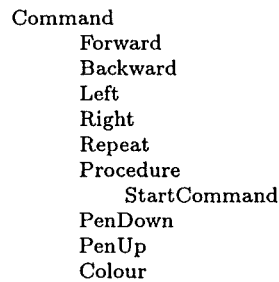 Command
Forward
Backward
Left
Right
Repeat
Procedure
StartCommand
PenDown
PenUp
Colour